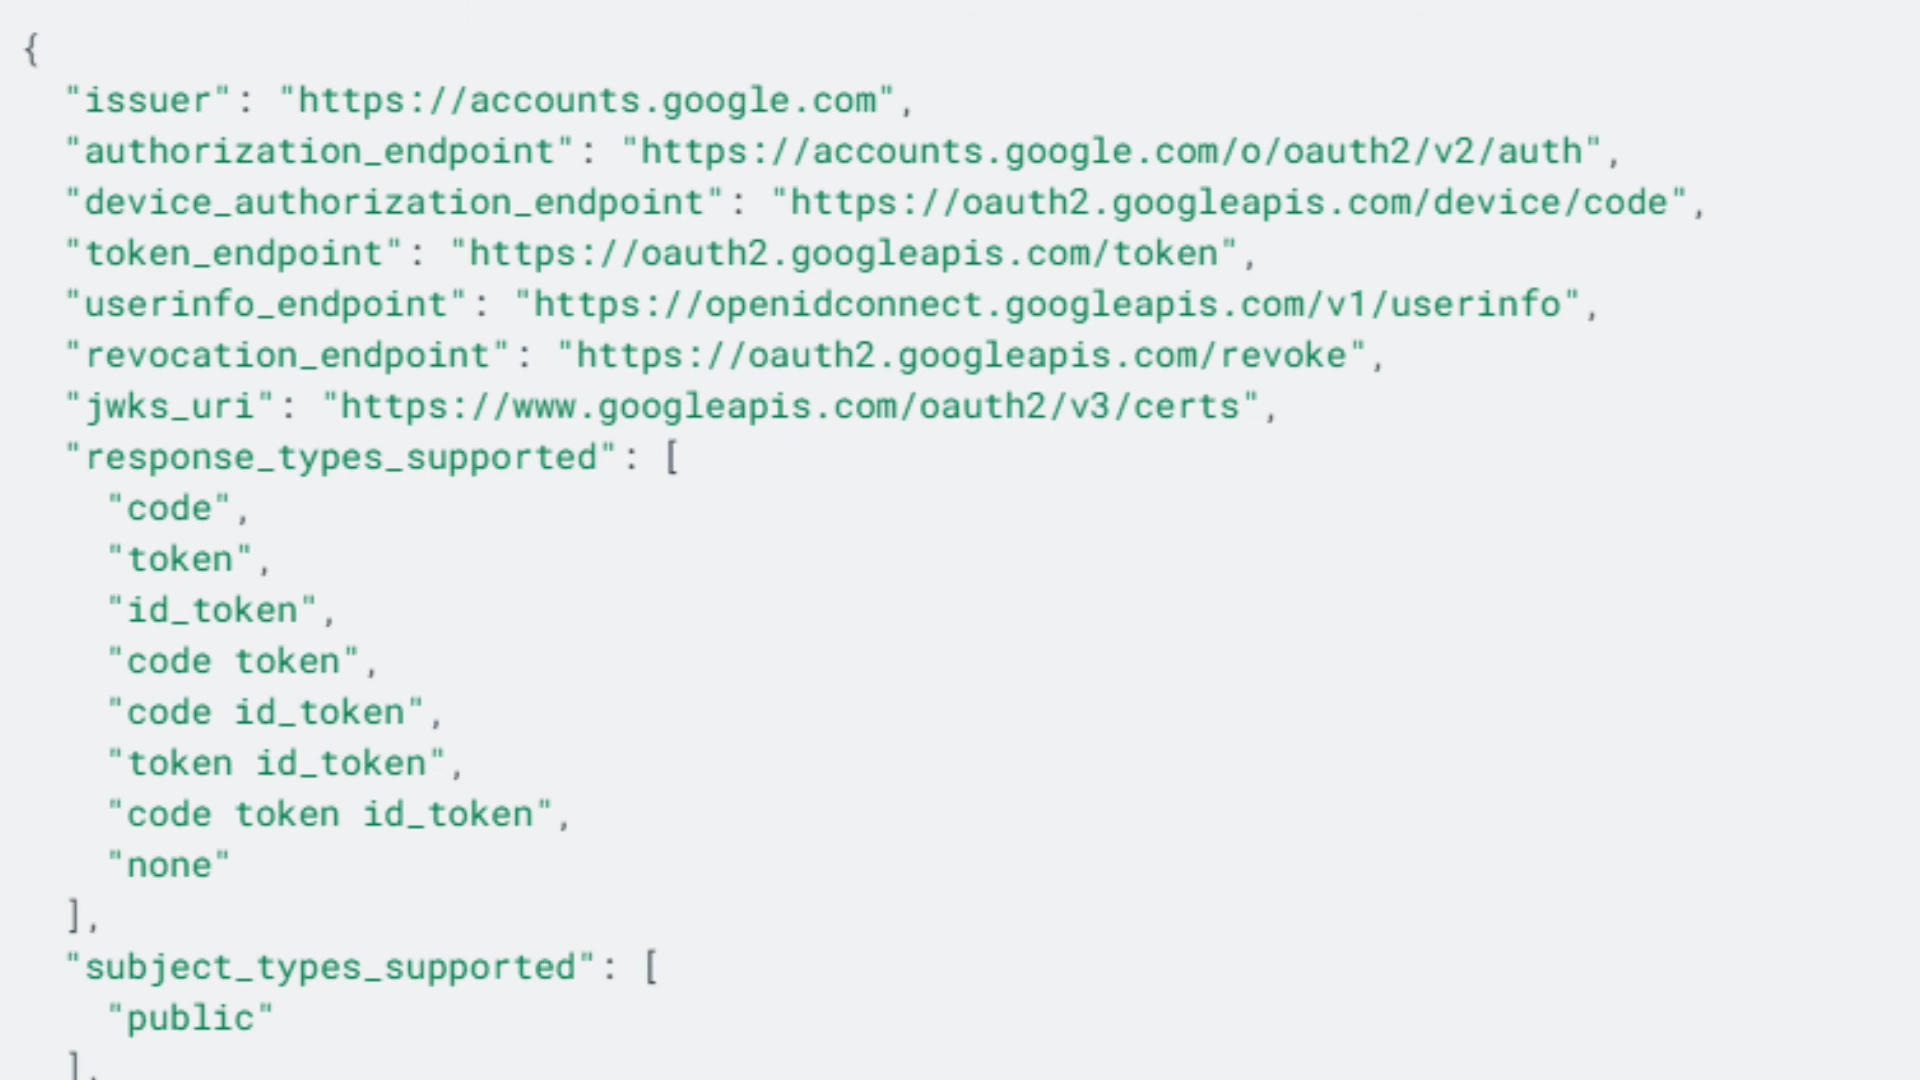 {
  "issuer": "https://accounts.google.com",
  "authorization_endpoint": "https://accounts.google.com/o/oauth2/v2/auth",
  "device_authorization_endpoint": "https://oauth2.googleapis.com/device/code",
  "token_endpoint": "https://oauth2.googleapis.com/token",
  "userinfo_endpoint": "https://openidconnect.googleapis.com/v1/userinfo",
  "revocation_endpoint": "https://oauth2.googleapis.com/revoke",
  "jwks_uri": "https://www.googleapis.com/oauth2/v3/certs",
  "response_types_supported": [
    "code",
    "token",
    "id_token",
    "code token",
    "code id_token",
    "token id_token",
    "code token id_token",
    "none"
  ],
  "subject_types_supported": [
    "public"
  ],